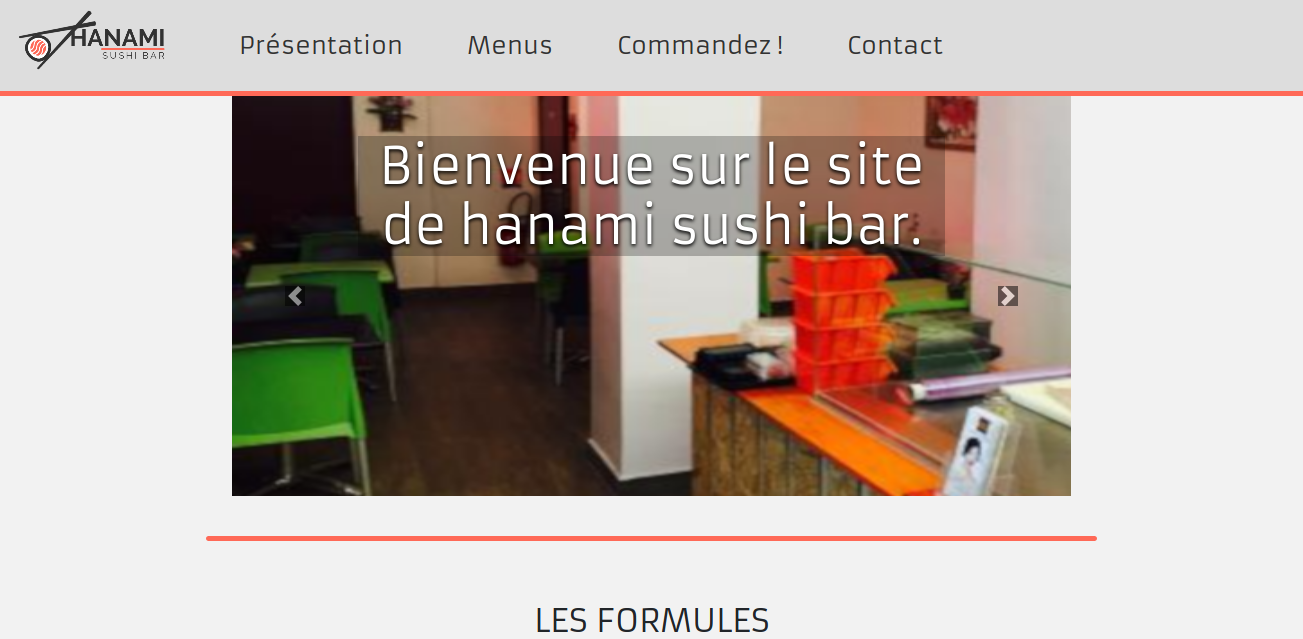 HANAMI
SUSHI BAR
Présentation
Menus
Commandez !
Contact
Bienvenue sur le site
de hanami sushi bar.
LES FORMULES